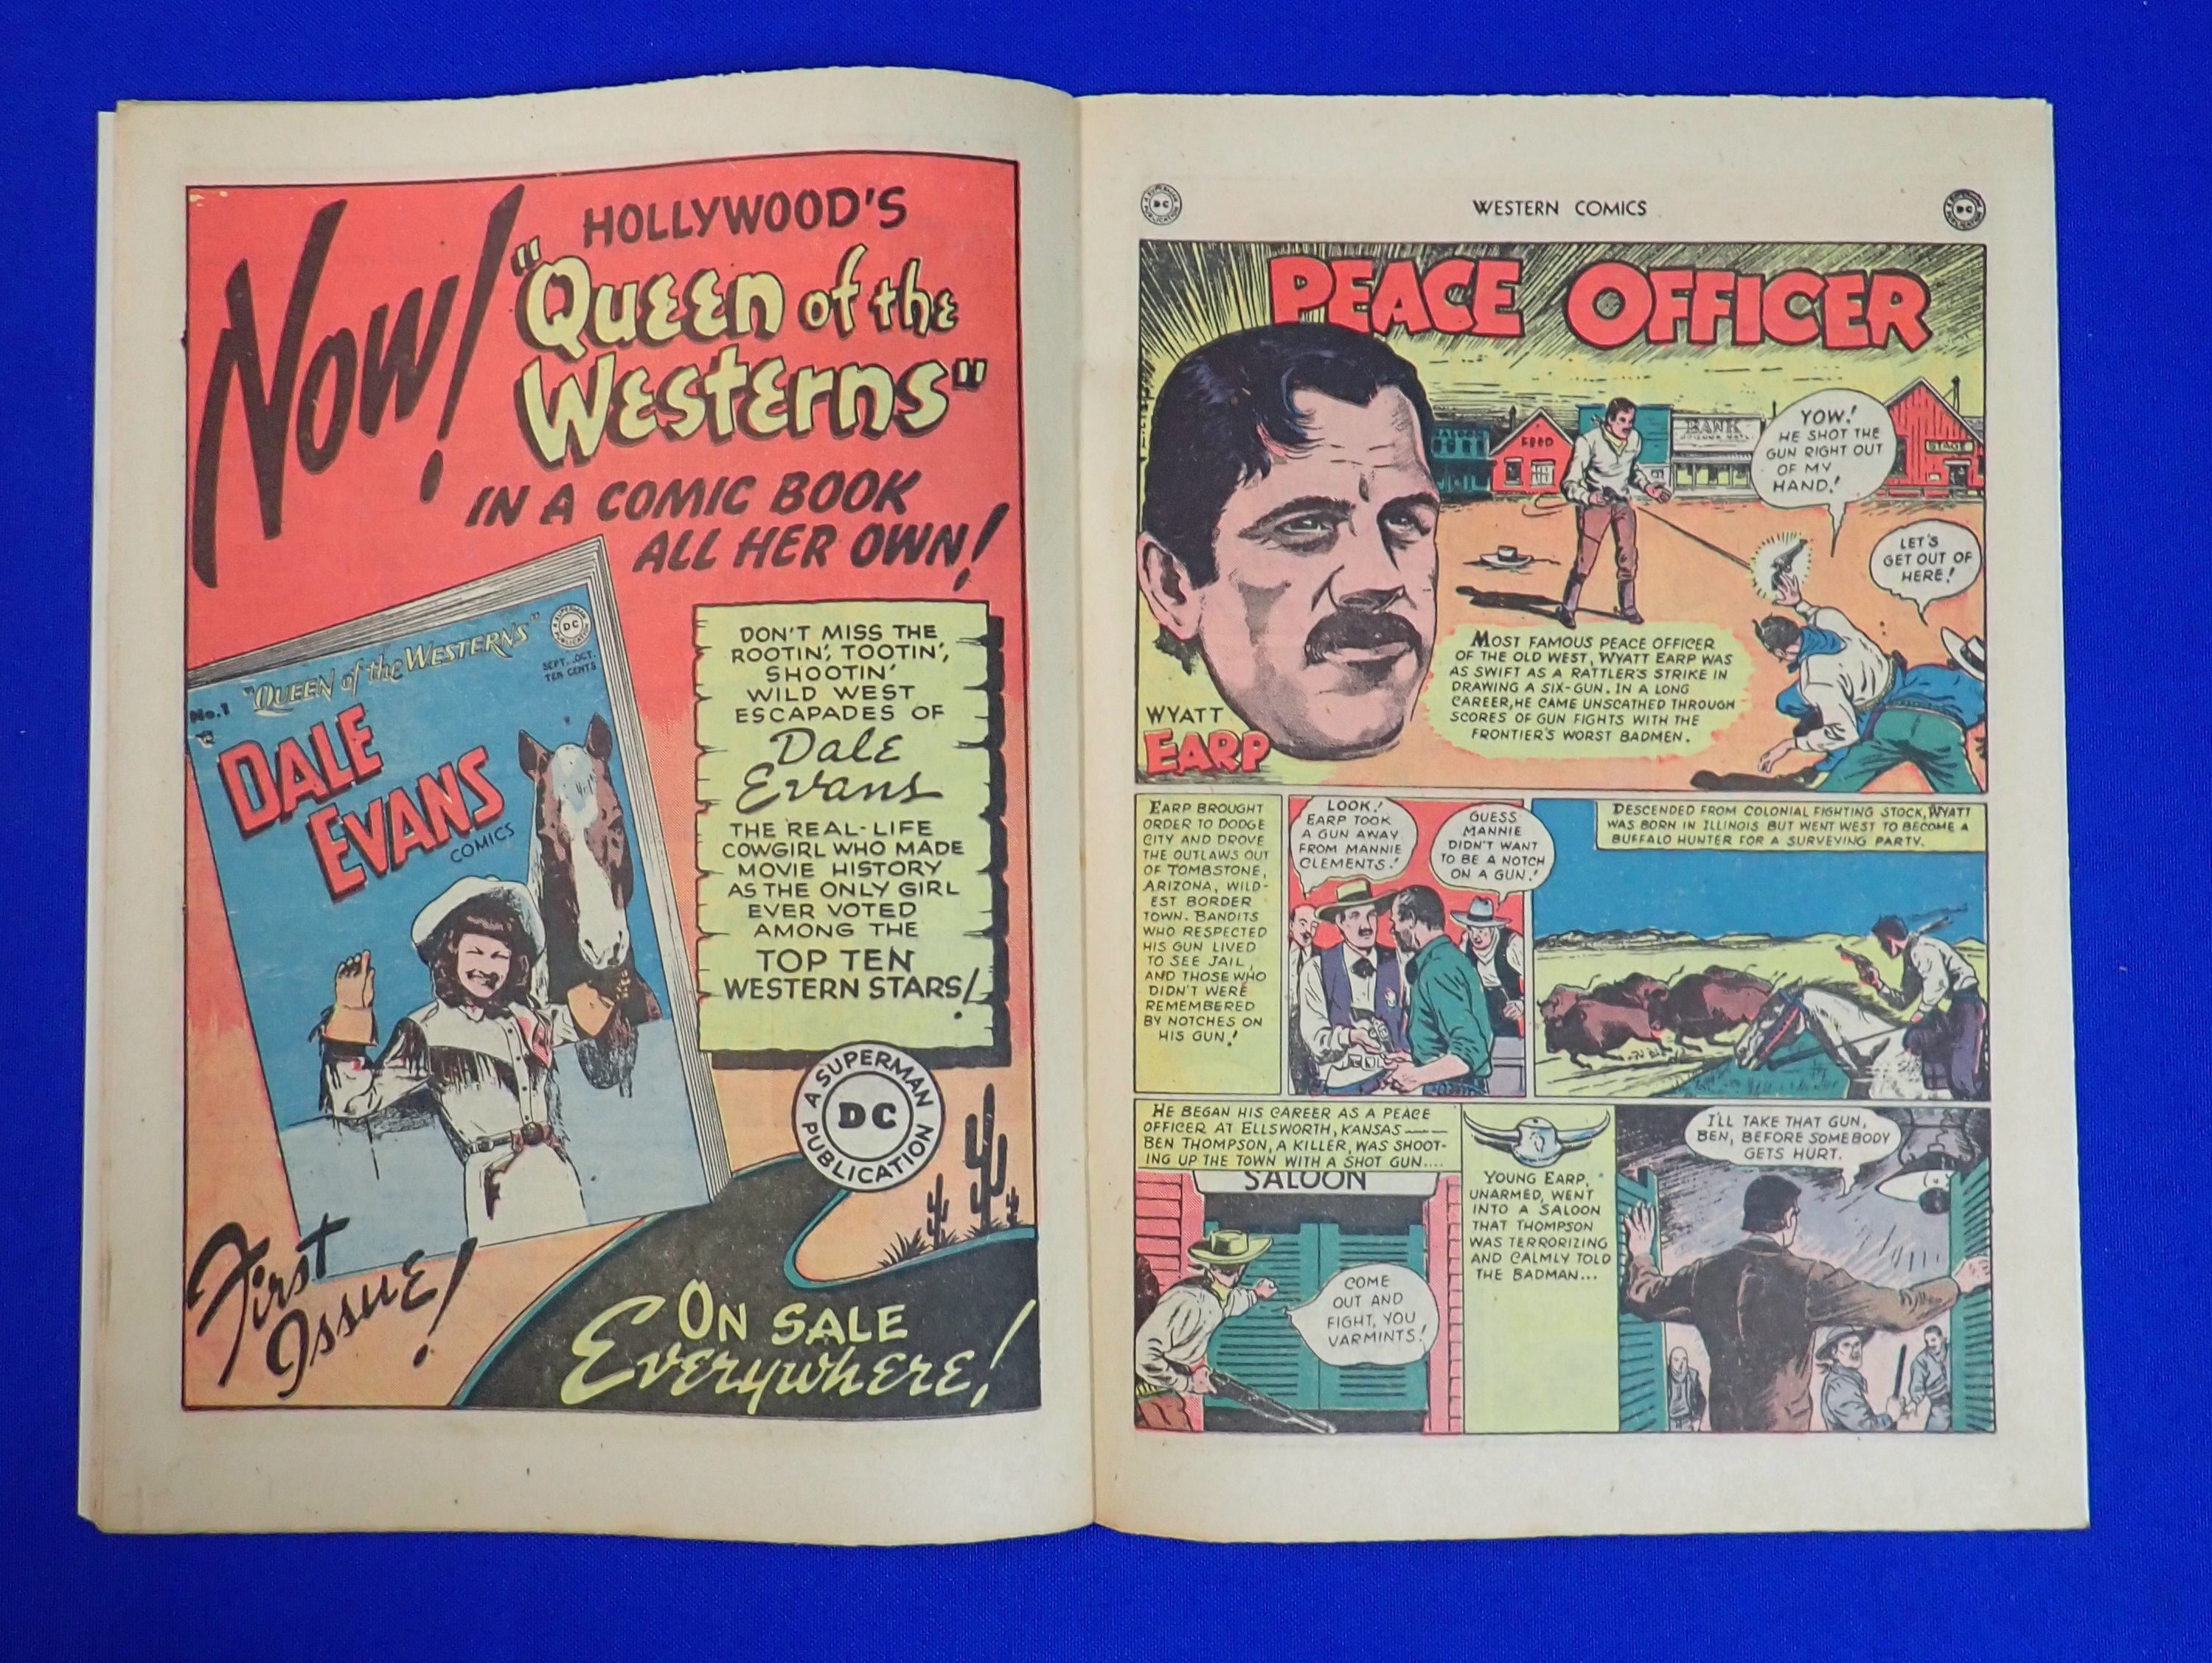 NOW!
HOLLYWOOD'S
"QUEEN of the
WESTERNS"
IN A COMIC BOOK
ALL HER OWN!
"QUEEN of the WESTERNS"
A SUPERMAN DC PUBLICATION
SEPT.-OCT.
TEN CENTS
No.1
DALE
EVANS
COMICS
DON'T MISS THE
ROOTIN', TOOTIN',
SHOOTIN'
WILD WEST
ESCAPADES OF
Dale
Evans
THE REAL-LIFE
COWGIRL WHO MADE
MOVIE HISTORY
AS THE ONLY GIRL
EVER VOTED
AMONG THE
TOP TEN
WESTERN STARS!
A SUPERMAN
DC
PUBLICATION
First
Issue!
ON SALE
Everywhere!
A SUPERMAN DC PUBLICATION
WESTERN COMICS
A SUPERMAN DC PUBLICATION
PEACE OFFICER
SALOON
FEED
BANK
STAGE
YOW!
HE SHOT THE
GUN RIGHT OUT
OF MY
HAND!
LET'S
GET OUT OF
HERE!
MOST FAMOUS PEACE OFFICER
OF THE OLD WEST, WYATT EARP WAS
AS SWIFT AS A RATTLER'S STRIKE IN
DRAWING A SIX-GUN. IN A LONG
CAREER, HE CAME UNSCATHED THROUGH
SCORES OF GUN FIGHTS WITH THE
FRONTIER'S WORST BADMEN.
WYATT
EARP
EARP BROUGHT
ORDER TO DODGE
CITY AND DROVE
THE OUTLAWS OUT
OF TOMBSTONE,
ARIZONA, WILD-
EST BORDER
TOWN. BANDITS
WHO RESPECTED
HIS GUN LIVED
TO SEE JAIL,
AND THOSE WHO
DIDN'T WERE
REMEMBERED
BY NOTCHES ON
HIS GUN!
LOOK!
EARP TOOK
A GUN AWAY
FROM MANNIE
CLEMENTS!
GUESS
MANNIE
DIDN'T WANT
TO BE A NOTCH
ON A GUN!
DESCENDED FROM COLONIAL FIGHTING STOCK, WYATT
WAS BORN IN ILLINOIS BUT WENT WEST TO BECOME A
BUFFALO HUNTER FOR A SURVEYING PARTY.
HE BEGAN HIS CAREER AS A PEACE
OFFICER AT ELLSWORTH, KANSAS——
BEN THOMPSON, A KILLER, WAS SHOOT-
ING UP THE TOWN WITH A SHOT GUN....
SALOON
COME
OUT AND
FIGHT, YOU
VARMINTS!
YOUNG EARP,
UNARMED, WENT
INTO A SALOON
THAT THOMPSON
WAS TERRORIZING
AND CALMLY TOLD
THE BADMAN...
I'LL TAKE THAT GUN,
BEN, BEFORE SOMEBODY
GETS HURT.